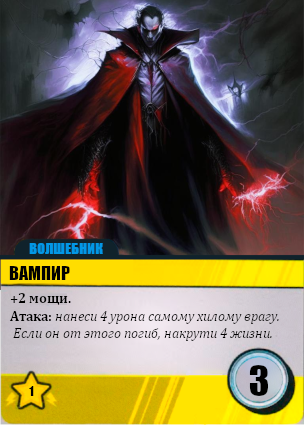 ВОЛШЕБНИК
ВАМПИР
+2 мощи.
Атака: нанеси 4 урона самому хилому врагу.
Если он от этого погиб, накрути 4 жизни.
1
3